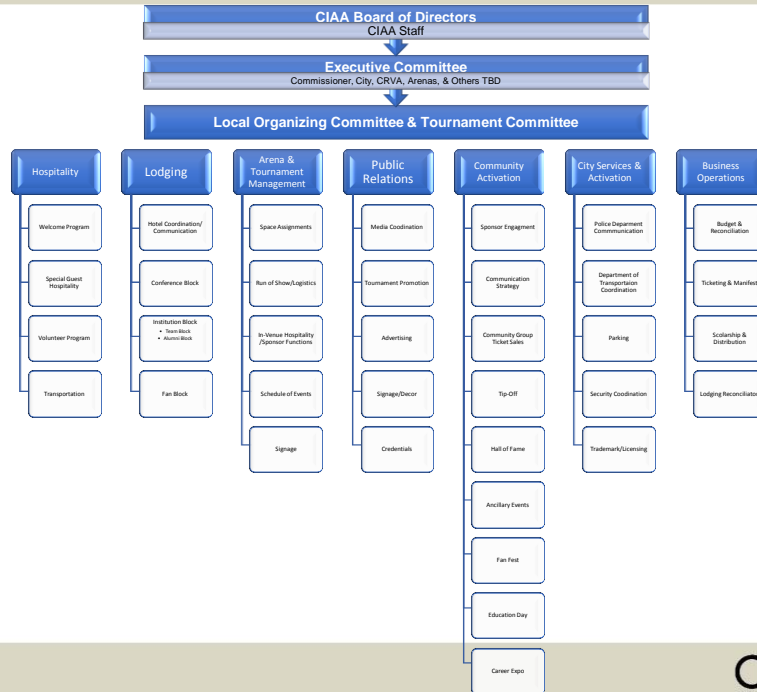 CIAA Board of Directors
CIAA Staff
Executive Committee
Commissioner, City, CRVA, Arenas, & Others TBD
Local Organizing Committee & Tournament Committee
Hospitality
Welcome Program
Special Guest
Hospitality
Volunteer Program
Transportation
Lodging
Hotel Coordination/
Communication
Conference Block
Institution Block
• Team Block
• Alumni Block
Fan Block
Arena &
Tournament
Management
Space Assignments
Run of Show/Logistics
In-Venue Hospitality
/Sponsor Functions
Schedule of Events
Signage
Public
Relations
Media Coodination
Tournament Promotion
Advertising
Signage/Decor
Credentials
Community
Activation
Sponsor Engagment
Communication
Strategy
Community Group
Ticket Sales
Tip-Off
Hall of Fame
Ancillary Events
Fan Fest
Education Day
Career Expo
City Services &
Activation
Police Deparment
Commmunication
Department of
Transportaion
Coordination
Parking
Security Coodination
Trademark/Licensing
Business
Operations
Budget &
Reconciliation
Ticketing & Manifest
Scolarship &
Distribution
Lodging Reconciliator